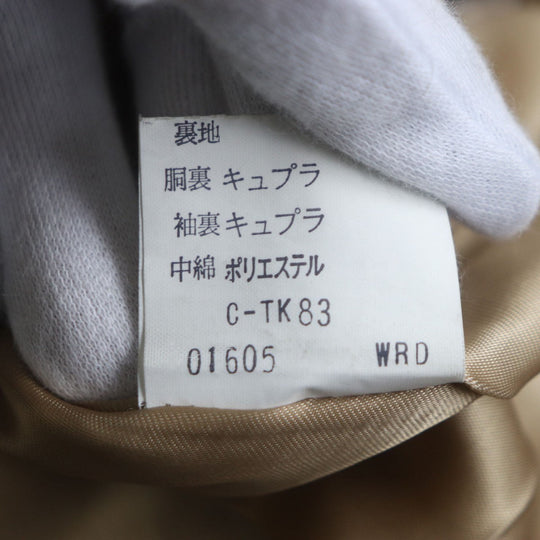 裏地
胴裏 キュプラ
袖裏 キュプラ
中綿 ポリエステル
C-TK83
01605 WRD